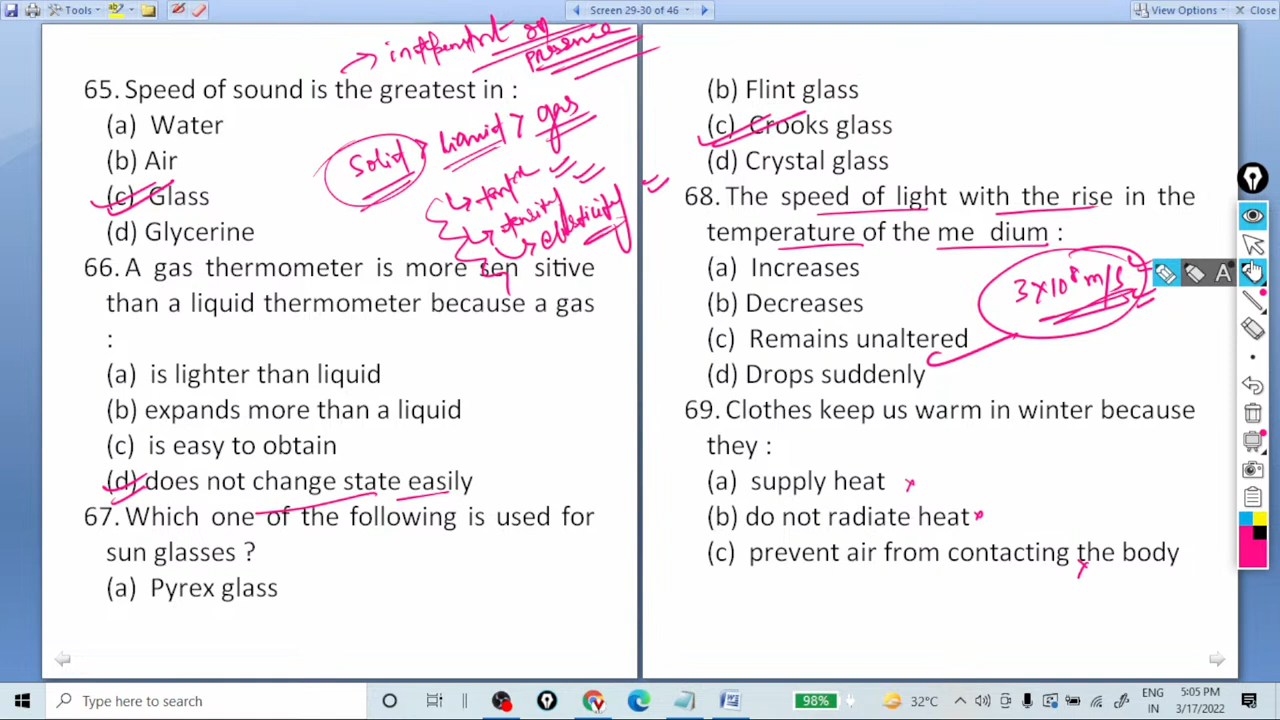 Tools
Screen 29-30 of 46
View Options
Close
independent of
presence
65. Speed of sound is the greatest in :
(a) Water
(b) Air
(c) Glass
(d) Glycerine
Solid > Liquid > gas
density
elasticity
66. A gas thermometer is more sen sitive
than a liquid thermometer because a gas
:
(a) is lighter than liquid
(b) expands more than a liquid
(c) is easy to obtain
(d) does not change state easily
67. Which one of the following is used for
sun glasses ?
(a) Pyrex glass
(b) Flint glass
(c) Crooks glass
(d) Crystal glass
68. The speed of light with the rise in the
temperature of the me dium :
(a) Increases
(b) Decreases
(c) Remains unaltered
(d) Drops suddenly
3×10⁸ m/s
69. Clothes keep us warm in winter because
they :
(a) supply heat
(b) do not radiate heat
(c) prevent air from contacting the body
A
Type here to search
98%
32°C
ENG
IN
5:05 PM
3/17/2022